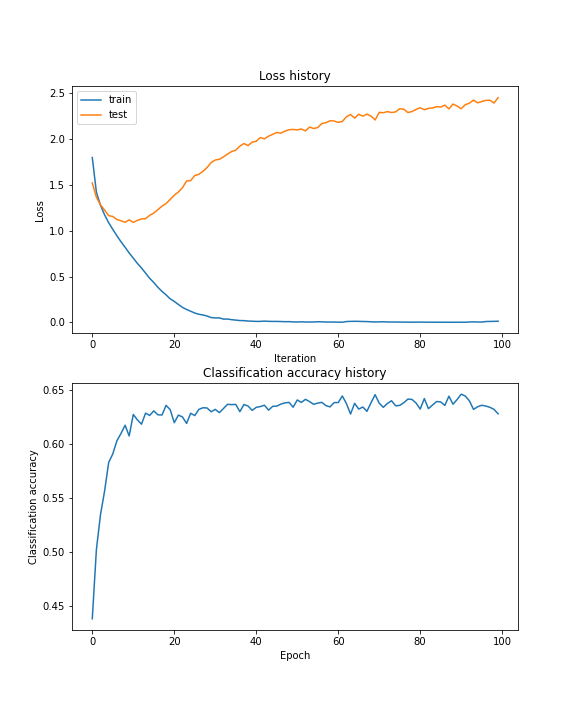 Loss history
2.5
2.0
1.5
1.0
0.5
0.0
Loss
train
test
0 20 40 60 80 100
Iteration
Classification accuracy history
0.65
0.60
0.55
0.50
0.45
Classification accuracy
0 20 40 60 80 100
Epoch